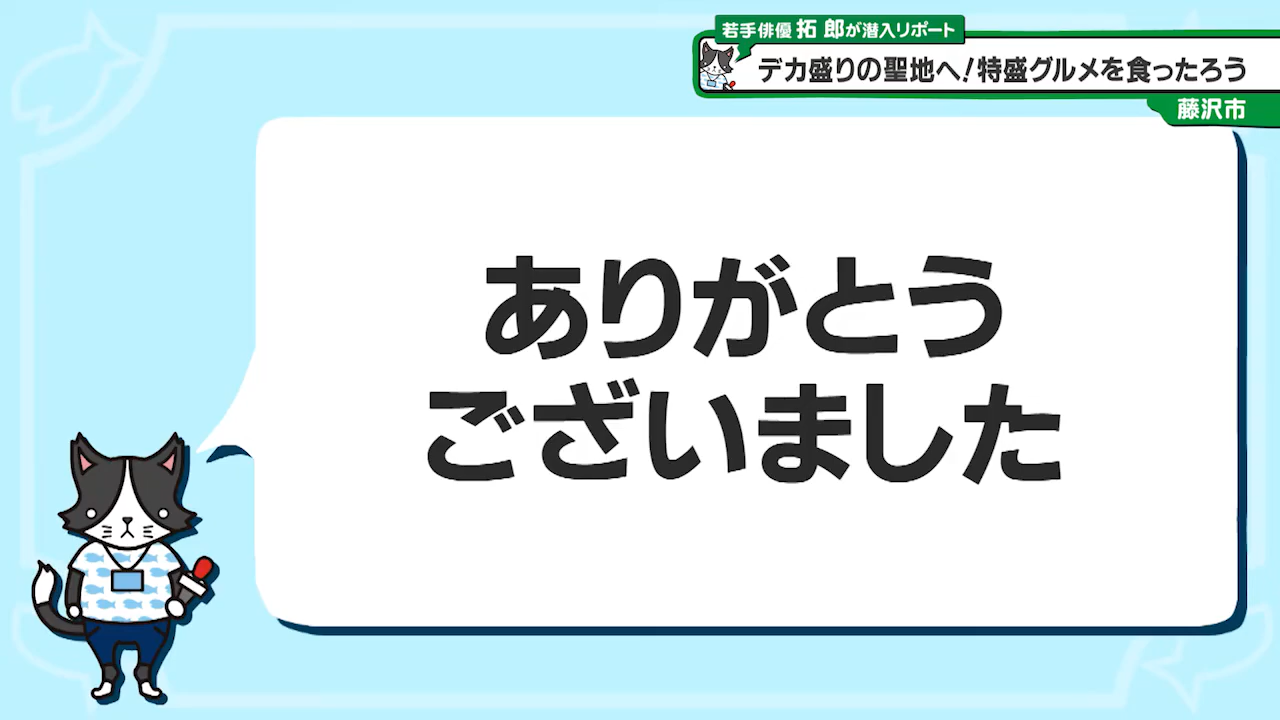 若手俳優 拓郎が潜入リポート
デカ盛りの聖地へ!特盛グルメを食ったろう
藤沢市
ありがとう
ございました